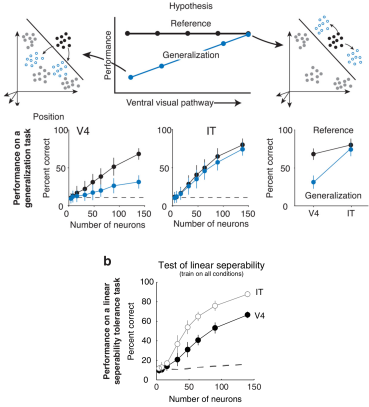 Hypothesis
Reference
Generalization
Performance
Ventral visual pathway
Position
V4
IT
Performance on a
generalization task
Percent correct
100
50
0
0
50
100
150
Number of neurons
Percent correct
100
50
0
0
50
100
150
Number of neurons
Percent correct
100
50
0
Reference
Generalization
V4
IT
b
Test of linear seperability
(train on all conditions)
Performance on a linear
seperability tolerance task
Percent correct
100
80
60
40
20
0
IT
V4
0
50
100
150
Number of neurons